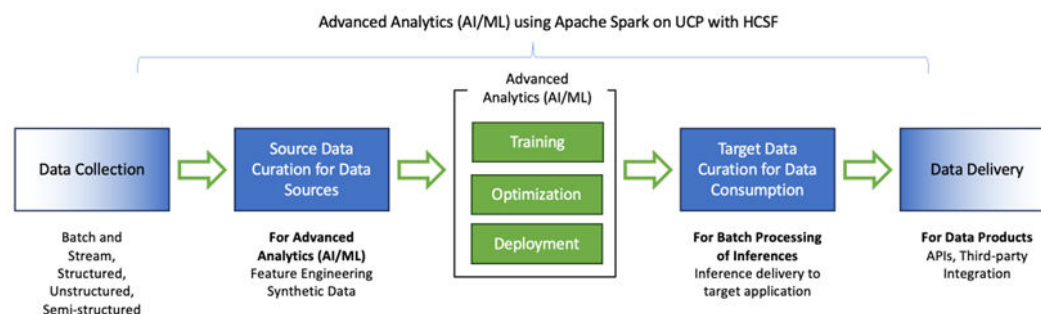 Advanced Analytics (AI/ML) using Apache Spark on UCP with HCSF
Advanced
Analytics (AI/ML)
Data Collection
Source Data
Curation for Data
Sources
Training
Optimization
Deployment
Target Data
Curation for Data
Consumption
Data Delivery
Batch and
Stream,
Structured,
Unstructured,
Semi-structured
For Advanced
Analytics (AI/ML)
Feature Engineering
Synthetic Data
For Batch Processing
of Inferences
Inference delivery to
target application
For Data Products
APIs, Third-party
Integration